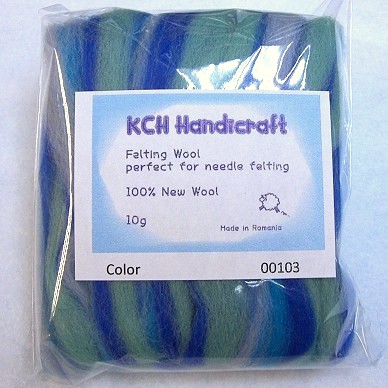 KCH Handicraft
Felting Wool
perfect for needle felting
100% New Wool
10g
Made in Romania
Color 00103